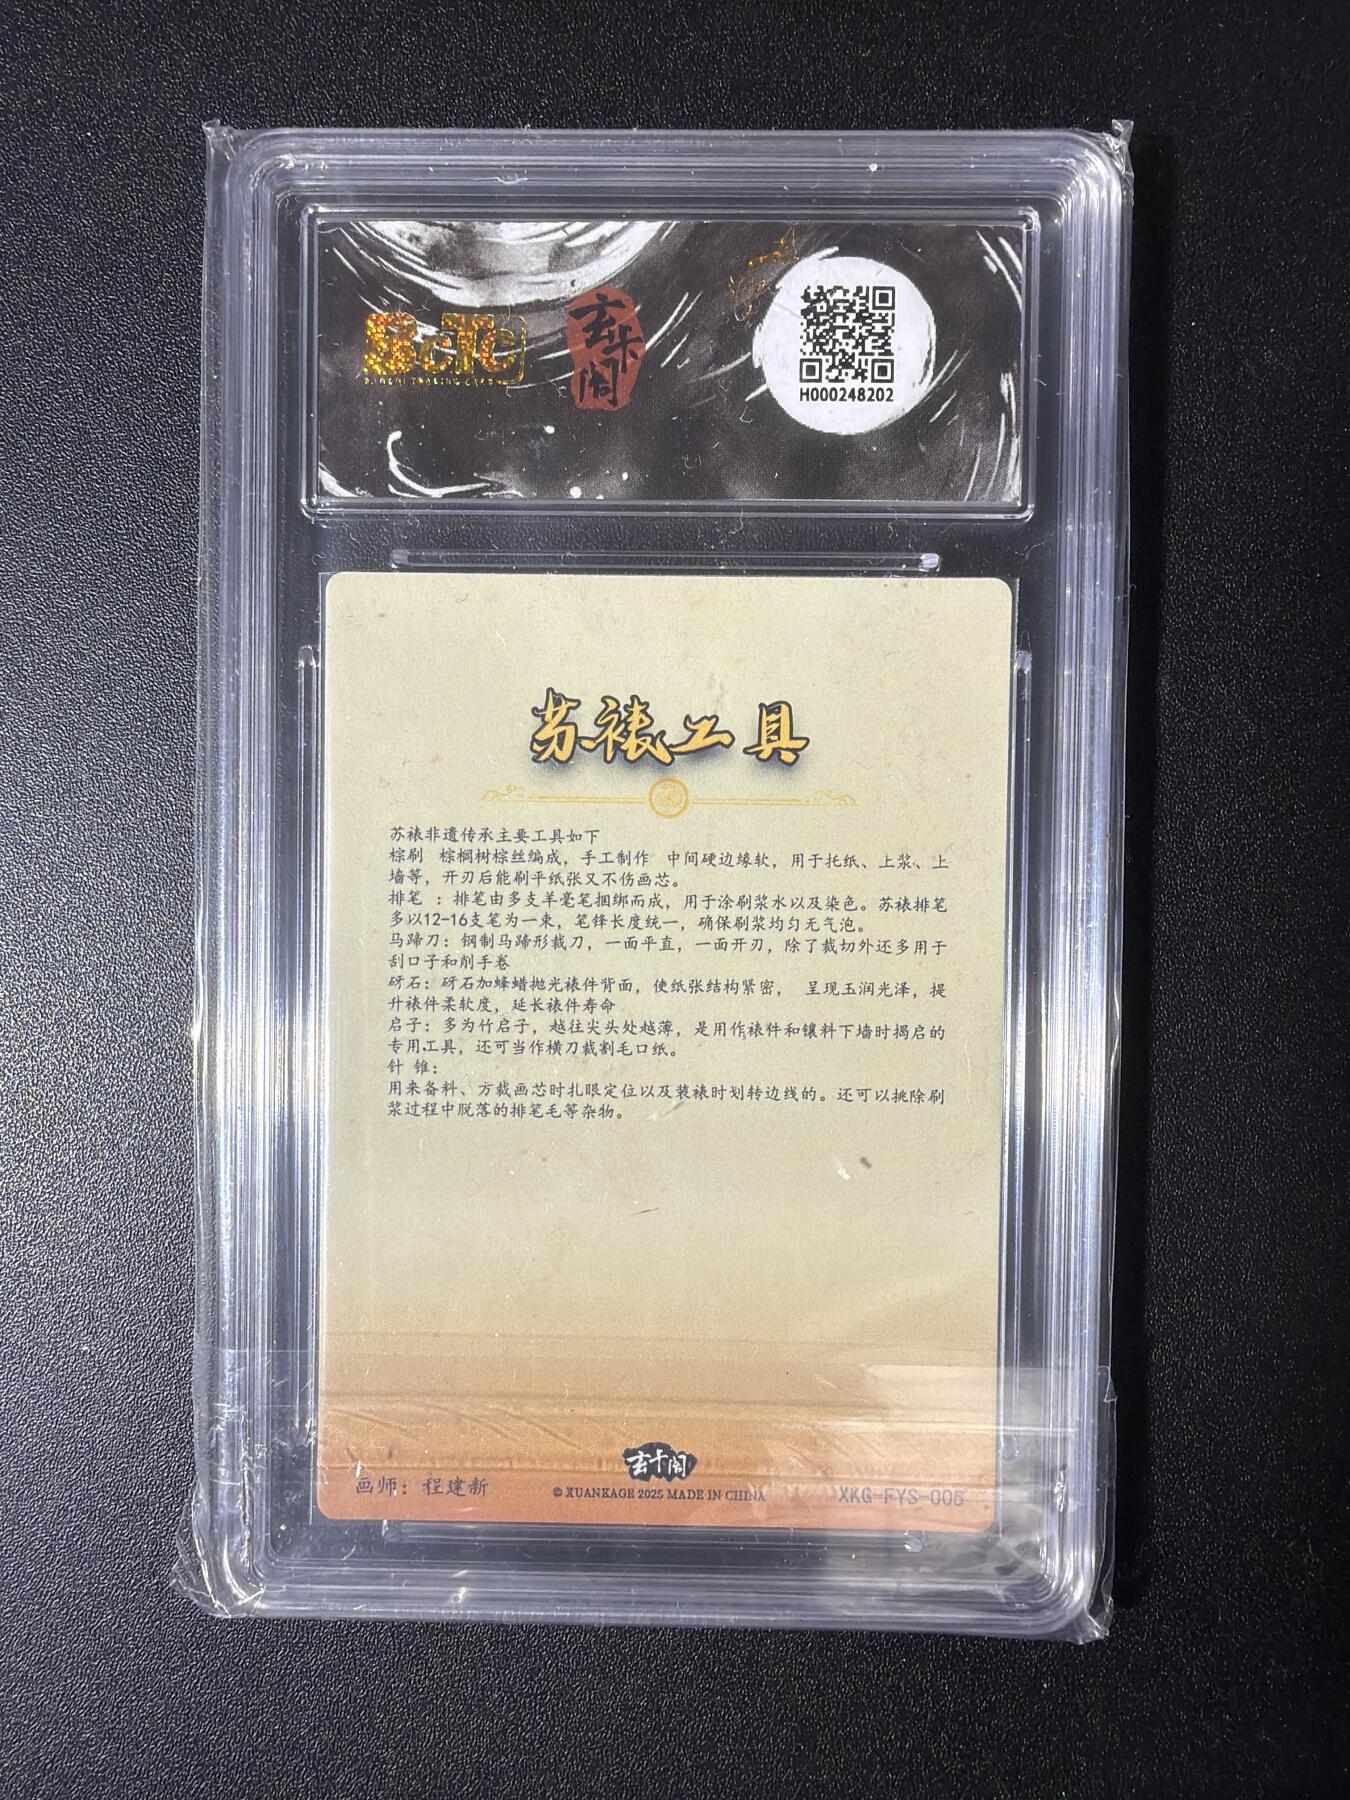 玄卡阁
H000248202
苏裱工具
苏裱非遗传承主要工具如下
棕刷 棕榈树棕丝编成，手工制作 中间硬边缘软，用于托纸、上浆、上
墙等，开刃后能刷平纸张又不伤画芯。
排笔 ：排笔由多支羊毫笔捆绑而成，用于涂刷浆水以及染色。苏裱排笔
多以12-16支笔为一束，笔锋长度统一，确保刷浆均匀无气泡。
马蹄刀：钢制马蹄形裁刀，一面平直，一面开刃，除了裁切外还多用于
刮口子和削手卷
砑石：砑石加蜂蜡抛光裱件背面，使纸张结构紧密， 呈现玉润光泽，提
升裱件柔软度，延长裱件寿命
启子：多为竹启子，越往尖头处越薄，是用作裱件和镶料下墙时揭启的
专用工具，还可当作横刀裁割毛口纸。
针 锥：
用来备料、方裁画芯时扎眼定位以及装裱时划转边线的。还可以挑除刷
浆过程中脱落的排笔毛等杂物。
玄卡阁
画师：程建新
© XUANKAGE 2025 MADE IN CHINA
XKG-FYS-005